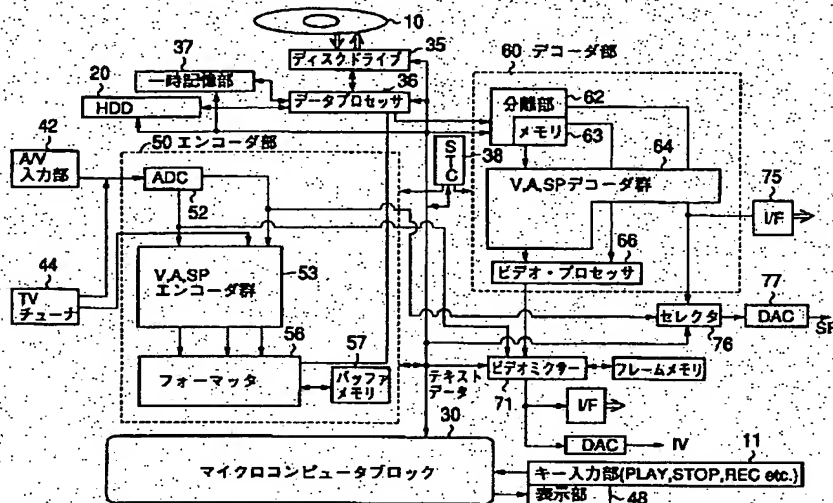 10
37
20
一時記憶部
HDD
35
ディスクドライブ
36
データプロセッサ
60 デコーダ部
分離部
62
メモリ
63
64
V,A,SPデコーダ群
66
ビデオ・プロセッサ
75
I/F
42
A/V
入力部
50 エンコーダ部
ADC
52
STC
38
44
TV
チューナ
V,A,SP
エンコーダ群
53
56
フォーマッタ
57
バッファ
メモリ
77
セレクタ
76
DAC
SP
テキスト
データ
ビデオミクター
71
フレームメモリ
I/F
DAC
IV
30
マイクロコンピュータブロック
11
キー入力部(PLAY,STOP,REC etc.)
表示部
48